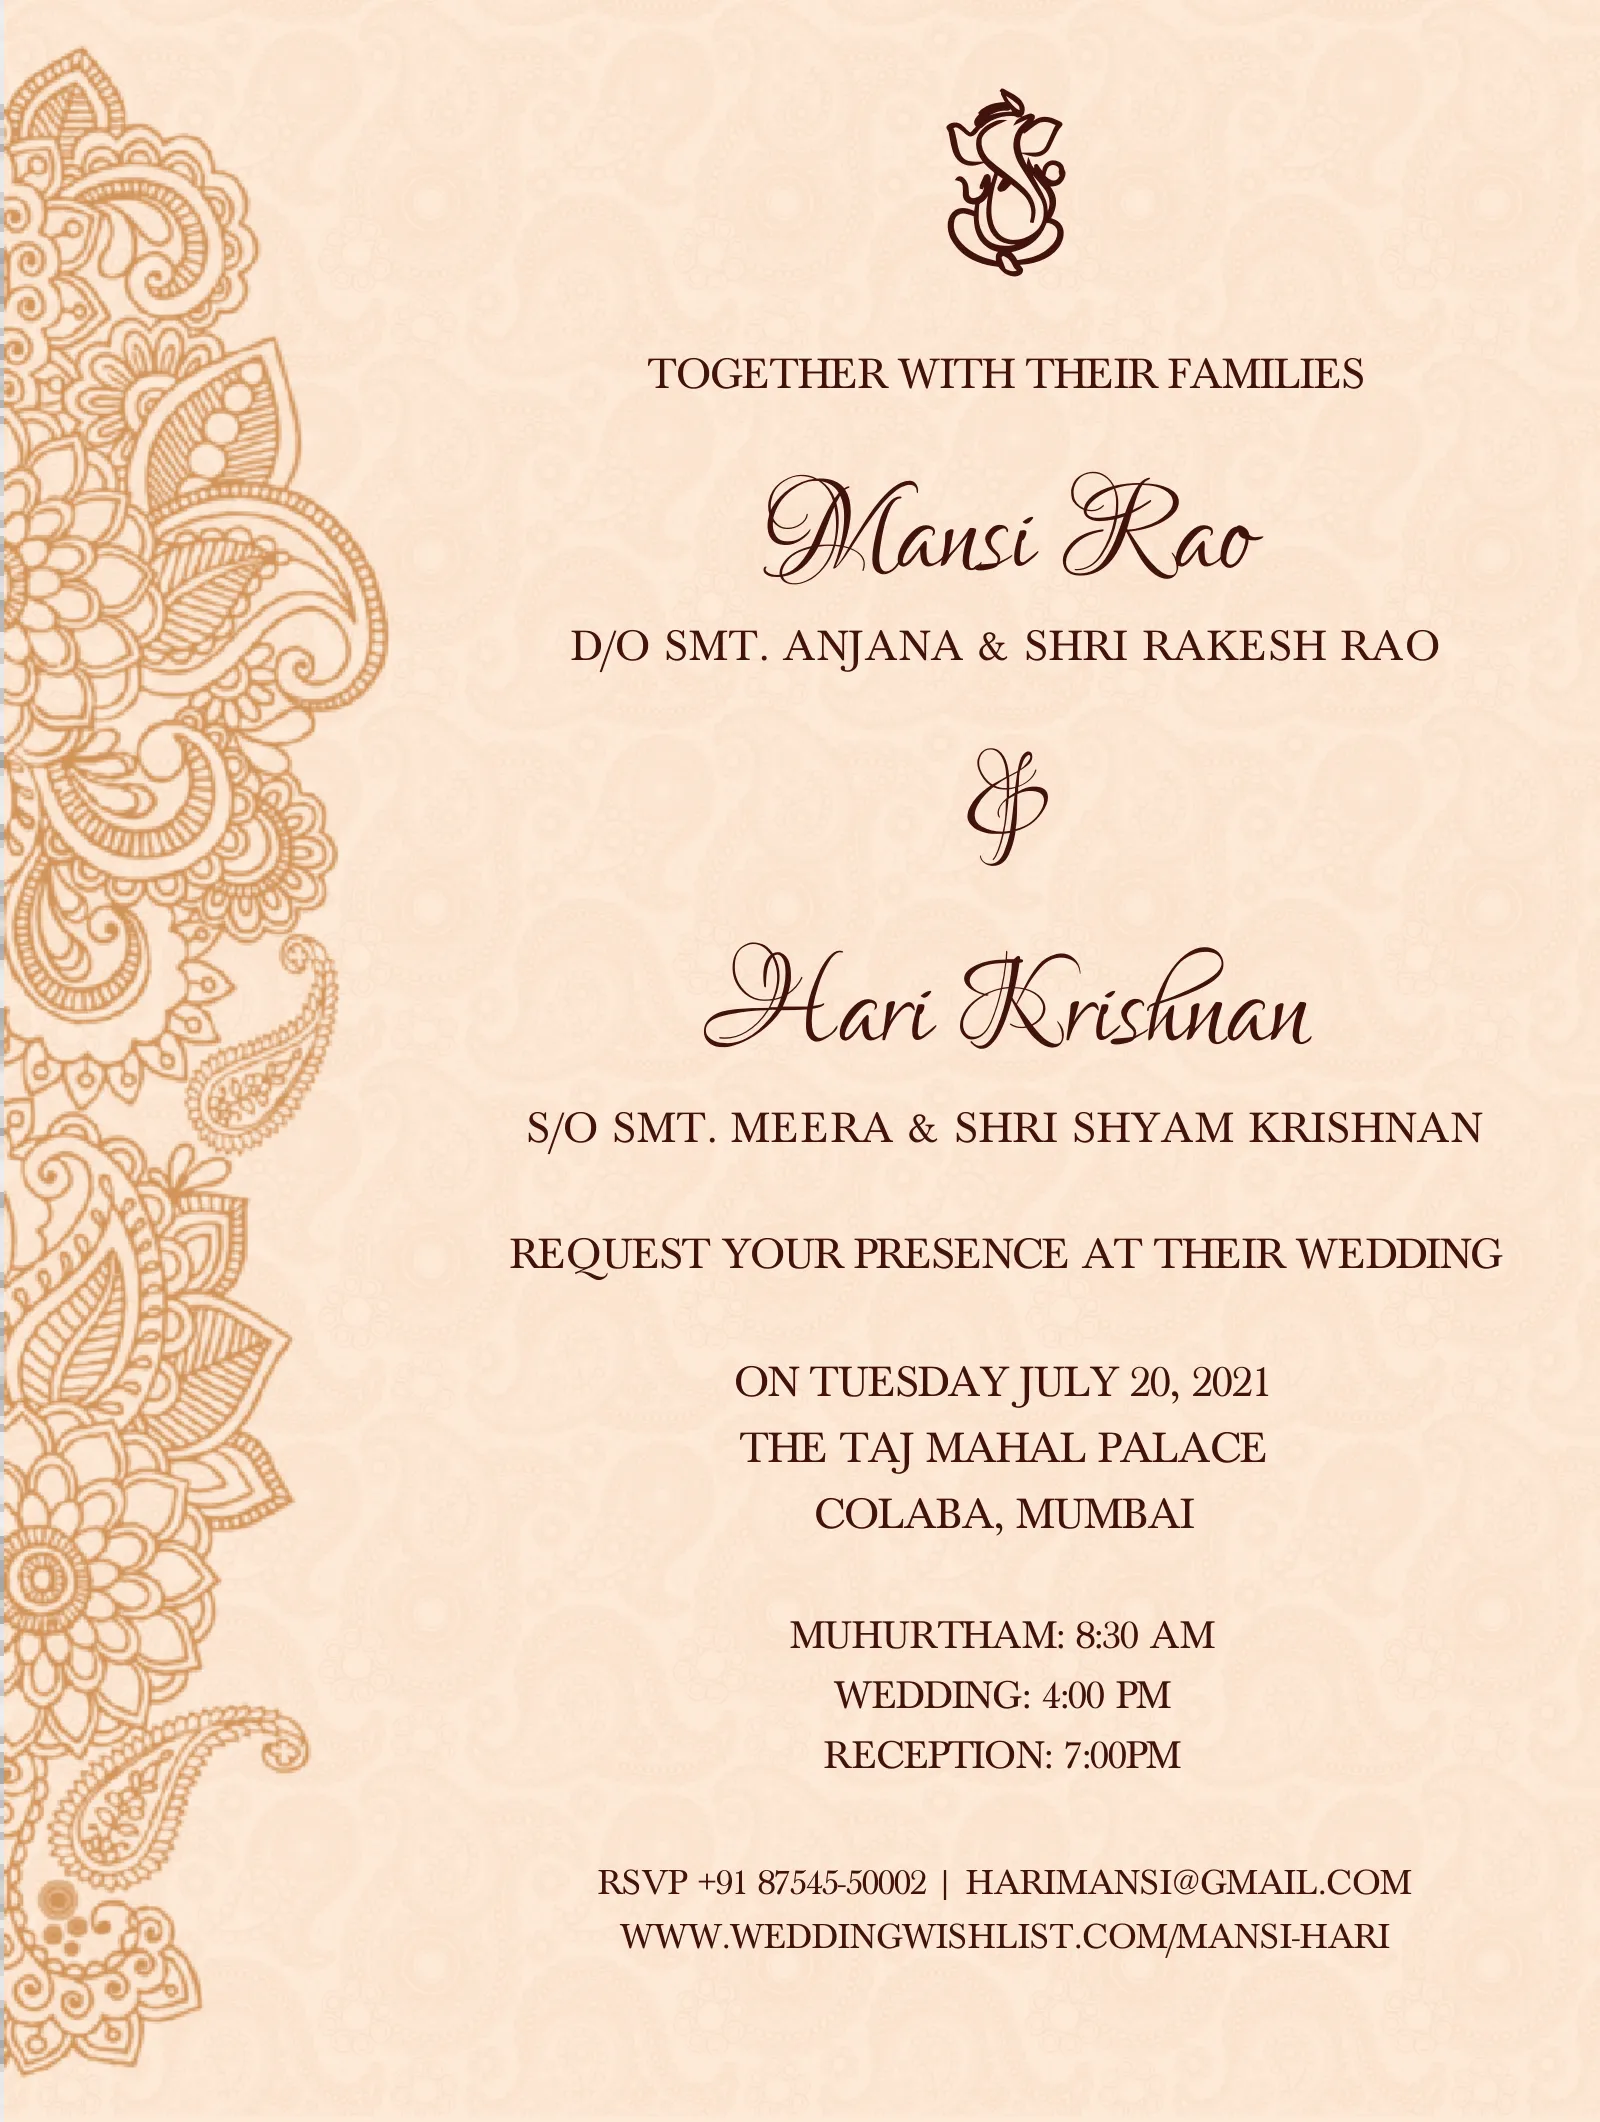 TOGETHER WITH THEIR FAMILIES
Mansi Rao
D/O SMT. ANJANA & SHRI RAKESH RAO
&
Hari Krishnan
S/O SMT. MEERA & SHRI SHYAM KRISHNAN
REQUEST YOUR PRESENCE AT THEIR WEDDING
ON TUESDAY JULY 20, 2021
THE TAJ MAHAL PALACE
COLABA, MUMBAI
MUHURTHAM: 8:30 AM
WEDDING: 4:00 PM
RECEPTION: 7:00PM
RSVP +91 87545-50002 | HARIMANSI@GMAIL.COM
WWW.WEDDINGWISHLIST.COM/MANSI-HARI